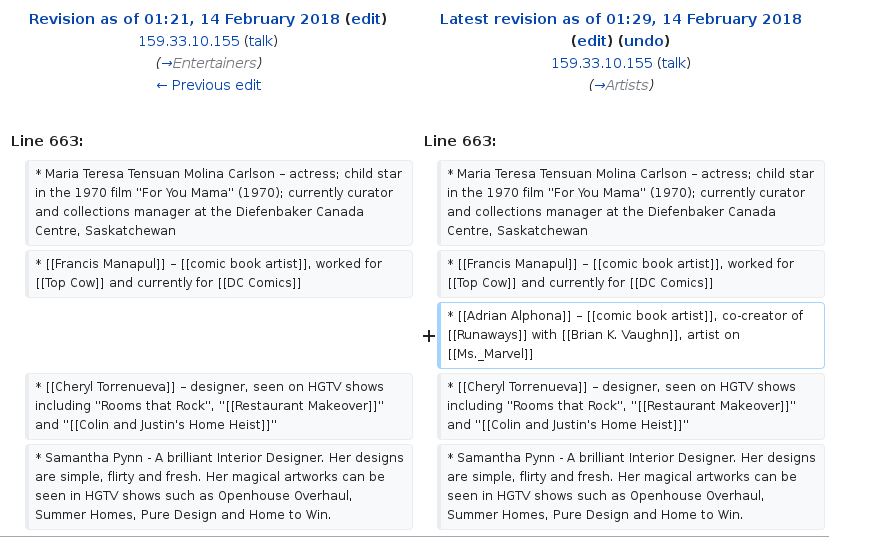 Revision as of 01:21, 14 February 2018 (edit)
159.33.10.155 (talk)
(→Entertainers)
← Previous edit
Latest revision as of 01:29, 14 February 2018
(edit) (undo)
159.33.10.155 (talk)
(→Artists)
Line 663:
Line 663:
* Maria Teresa Tensuan Molina Carlson – actress; child star
in the 1970 film "For You Mama" (1970); currently curator
and collections manager at the Diefenbaker Canada
Centre, Saskatchewan
* Maria Teresa Tensuan Molina Carlson – actress; child star
in the 1970 film "For You Mama" (1970); currently curator
and collections manager at the Diefenbaker Canada
Centre, Saskatchewan
* [[Francis Manapul]] – [[comic book artist]], worked for
[[Top Cow]] and currently for [[DC Comics]]
* [[Francis Manapul]] – [[comic book artist]], worked for
[[Top Cow]] and currently for [[DC Comics]]
+
* [[Adrian Alphona]] – [[comic book artist]], co-creator of
[[Runaways]] with [[Brian K. Vaughn]], artist on
[[Ms._Marvel]]
* [[Cheryl Torrenueva]] – designer, seen on HGTV shows
including "Rooms that Rock", "[[Restaurant Makeover]]"
and "[[Colin and Justin's Home Heist]]"
* [[Cheryl Torrenueva]] – designer, seen on HGTV shows
including "Rooms that Rock", "[[Restaurant Makeover]]"
and "[[Colin and Justin's Home Heist]]"
* Samantha Pynn - A brilliant Interior Designer. Her designs
are simple, flirty and fresh. Her magical artworks can be
seen in HGTV shows such as Openhouse Overhaul,
Summer Homes, Pure Design and Home to Win.
* Samantha Pynn - A brilliant Interior Designer. Her designs
are simple, flirty and fresh. Her magical artworks can be
seen in HGTV shows such as Openhouse Overhaul,
Summer Homes, Pure Design and Home to Win.